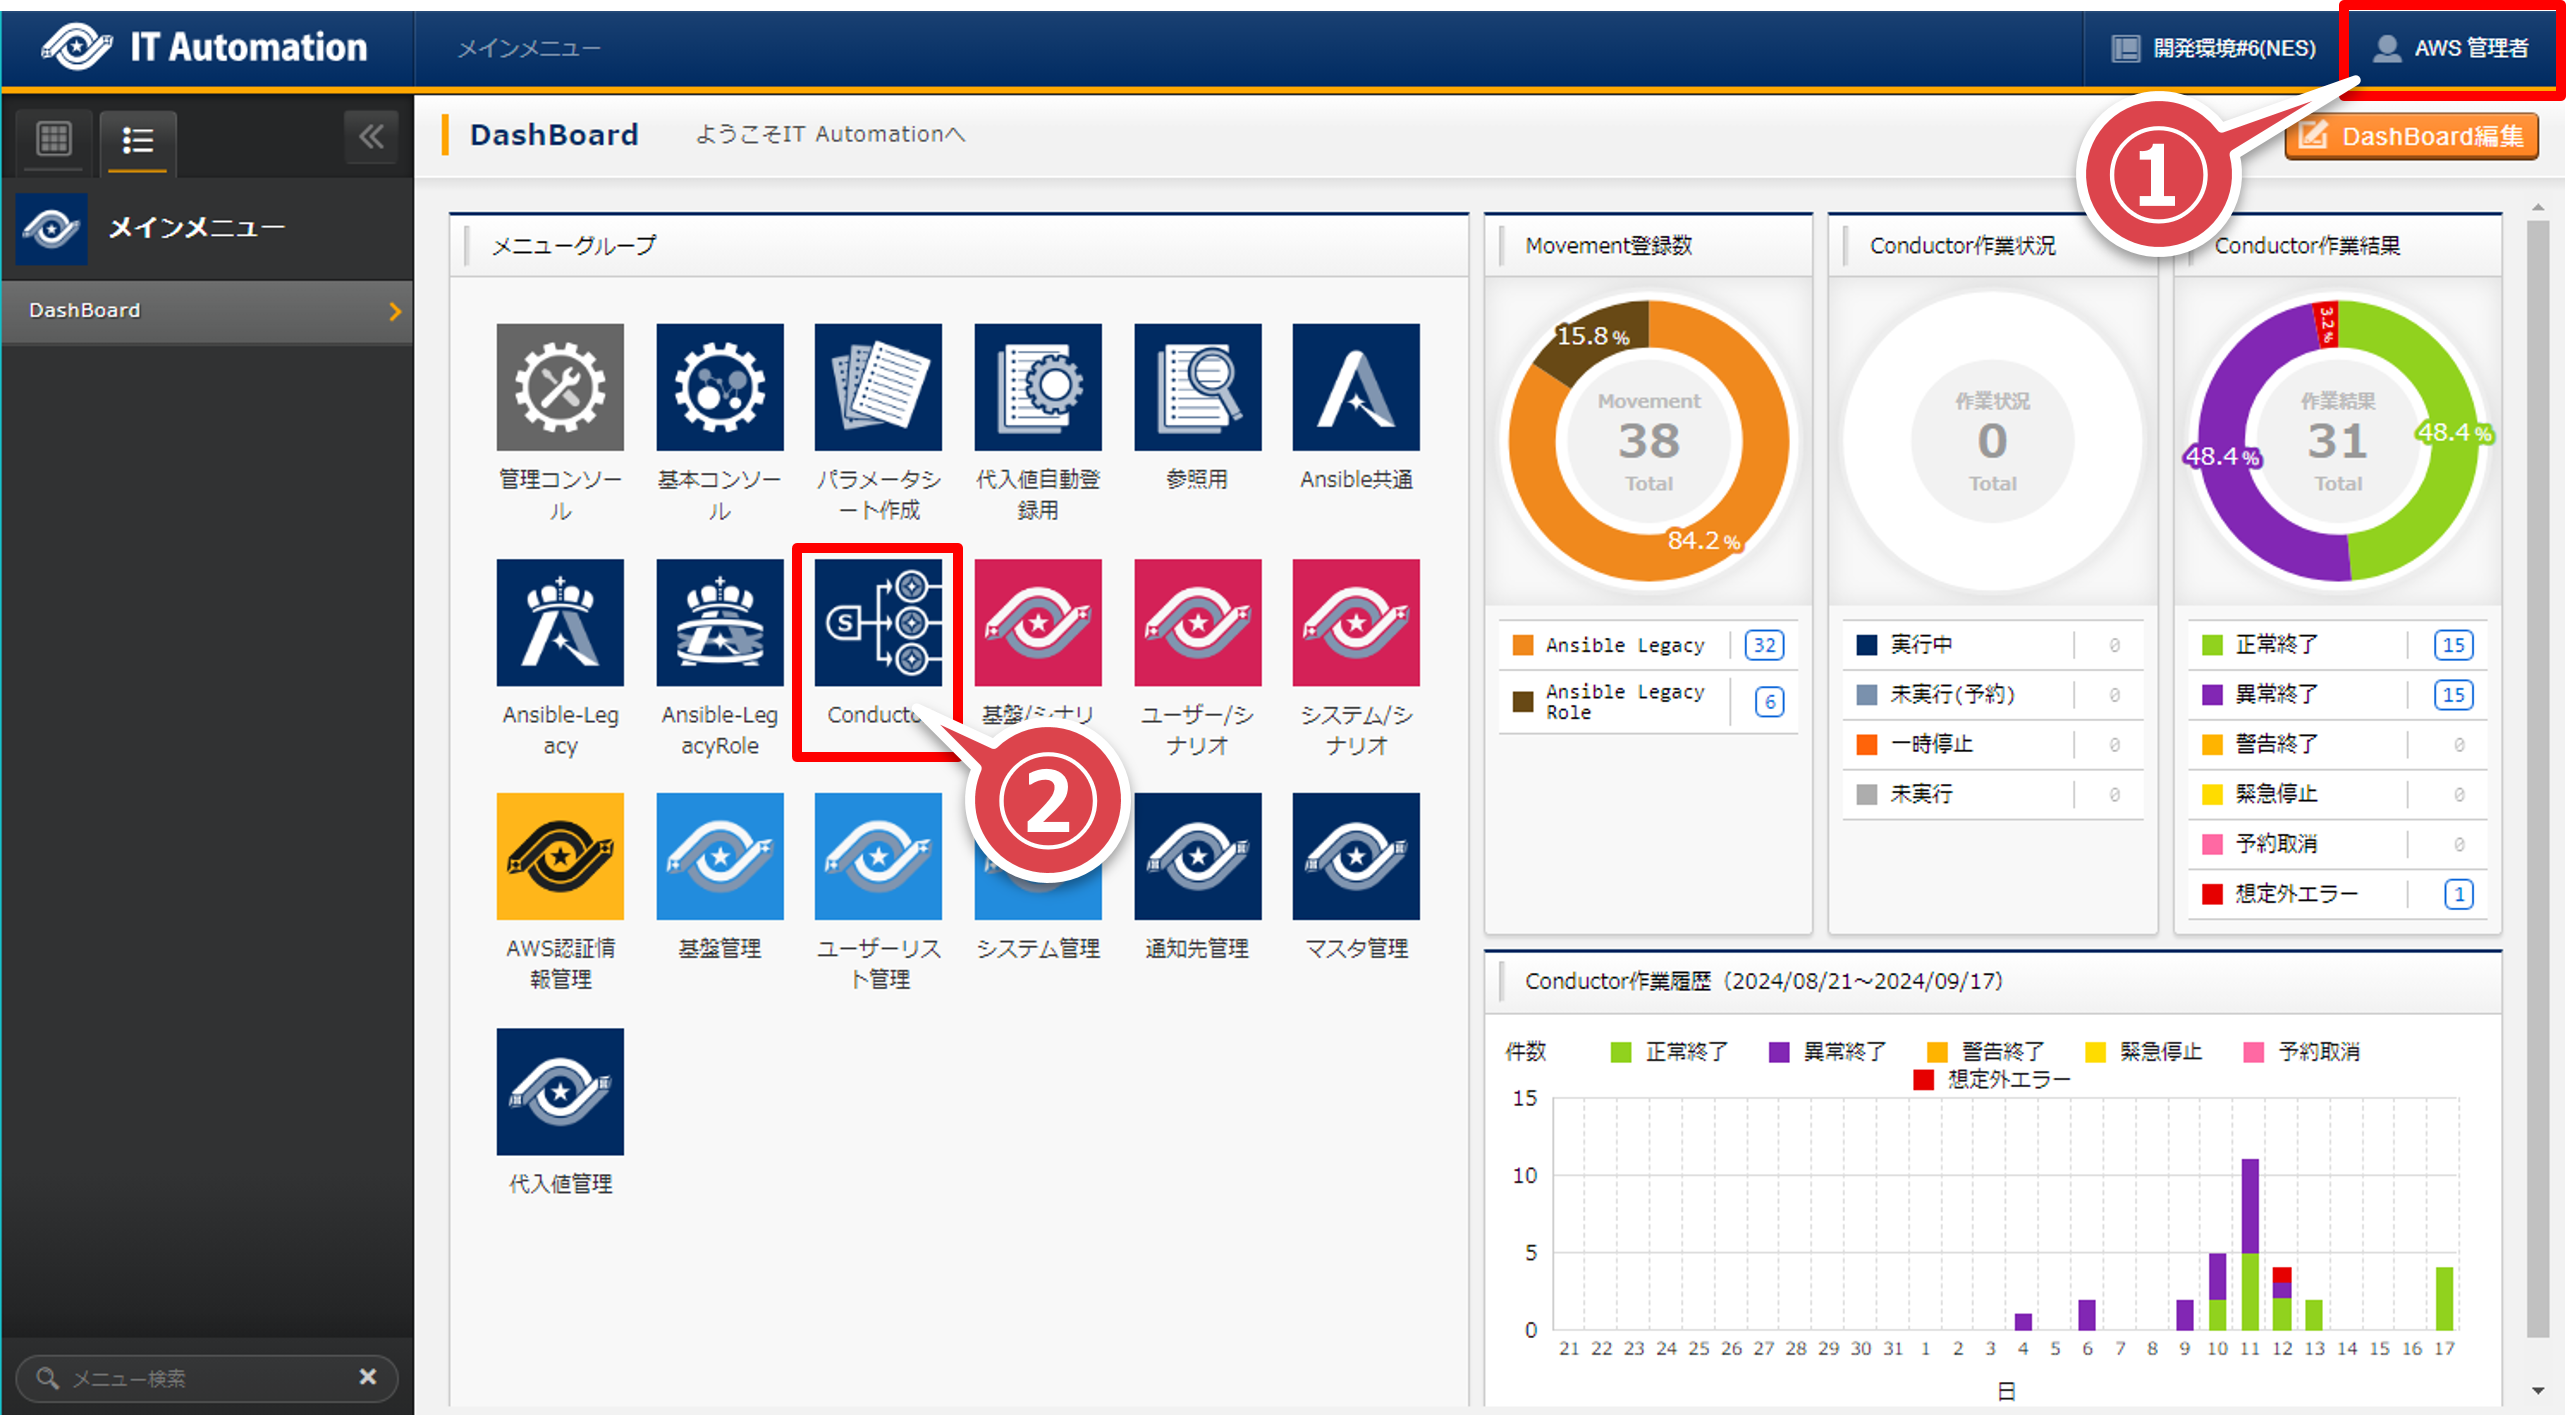 IT Automation
メインメニュー
開発環境#6(NES)
AWS 管理者
①
DashBoard
ようこそIT Automationへ
DashBoard編集
メインメニュー
DashBoard
メニュー検索
メニューグループ
管理コンソー
ル
基本コンソー
ル
パラメータシ
ート作成
代入値自動登
録用
参照用
Ansible共通
Ansible-Leg
acy
Ansible-Leg
acyRole
S
Conducto
基盤/シナリ
ユーザー/シ
ナリオ
システム/シ
ナリオ
②
AWS認証情
報管理
基盤管理
ユーザーリス
ト管理
システム管理
通知先管理
マスタ管理
代入値管理
Movement登録数
15.8 %
Movement
38
Total
84.2 %
Ansible Legacy 32
Ansible Legacy
Role 6
Conductor作業状況
作業状況
0
Total
実行中 0
未実行(予約) 0
一時停止 0
未実行 0
Conductor作業結果
3.2 %
48.4 %
作業結果
31
Total
48.4 %
正常終了 15
異常終了 15
警告終了 0
緊急停止 0
予約取消 0
想定外エラー 1
Conductor作業履歴（2024/08/21～2024/09/17）
件数
正常終了 異常終了 警告終了 緊急停止 予約取消
想定外エラー
15
10
5
0
21 22 23 24 25 26 27 28 29 30 31 1 2 3 4 5 6 7 8 9 10 11 12 13 14 15 16 17
日